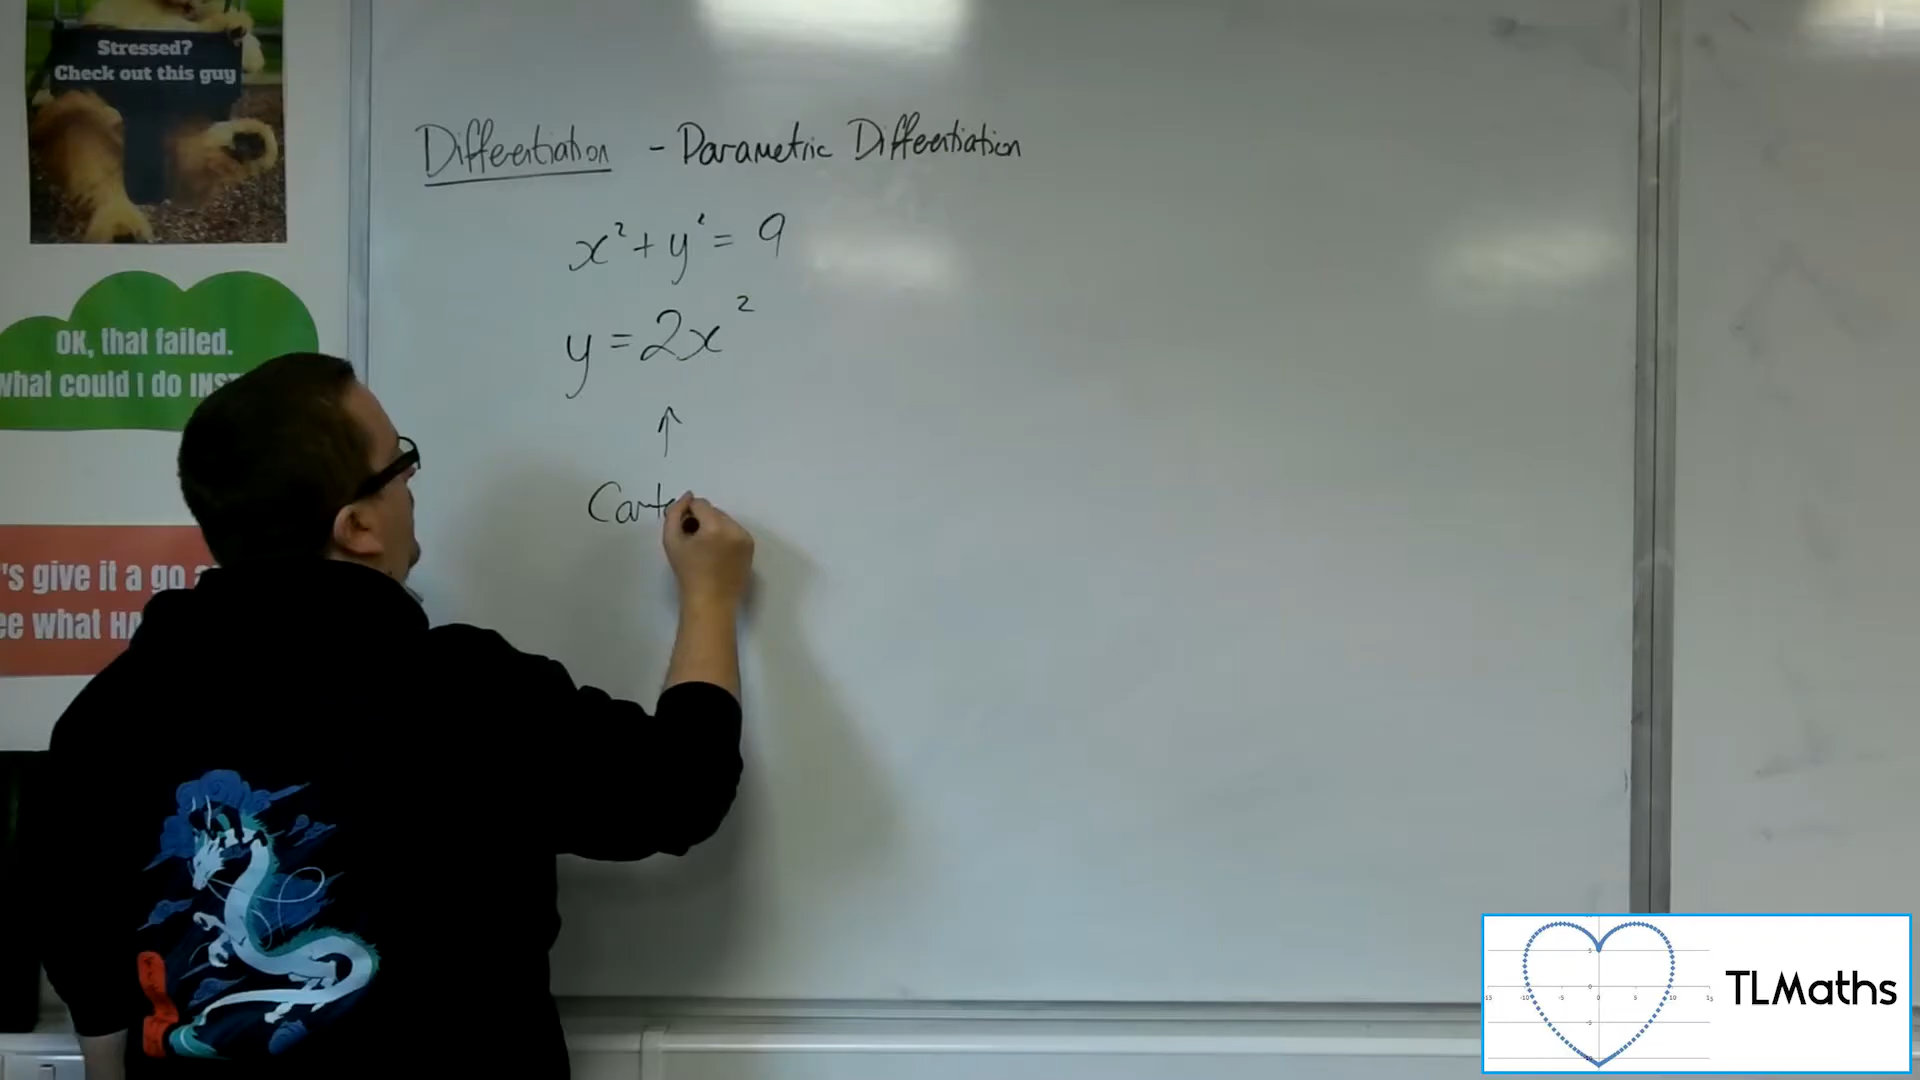 Stressed?
Check out this guy
Differentiation - Parametric Differentiation
x² + y² = 9
y = 2x²
OK, that failed.
what could I do INS
Carte
's give it a go a
ee what HA
TLMaths